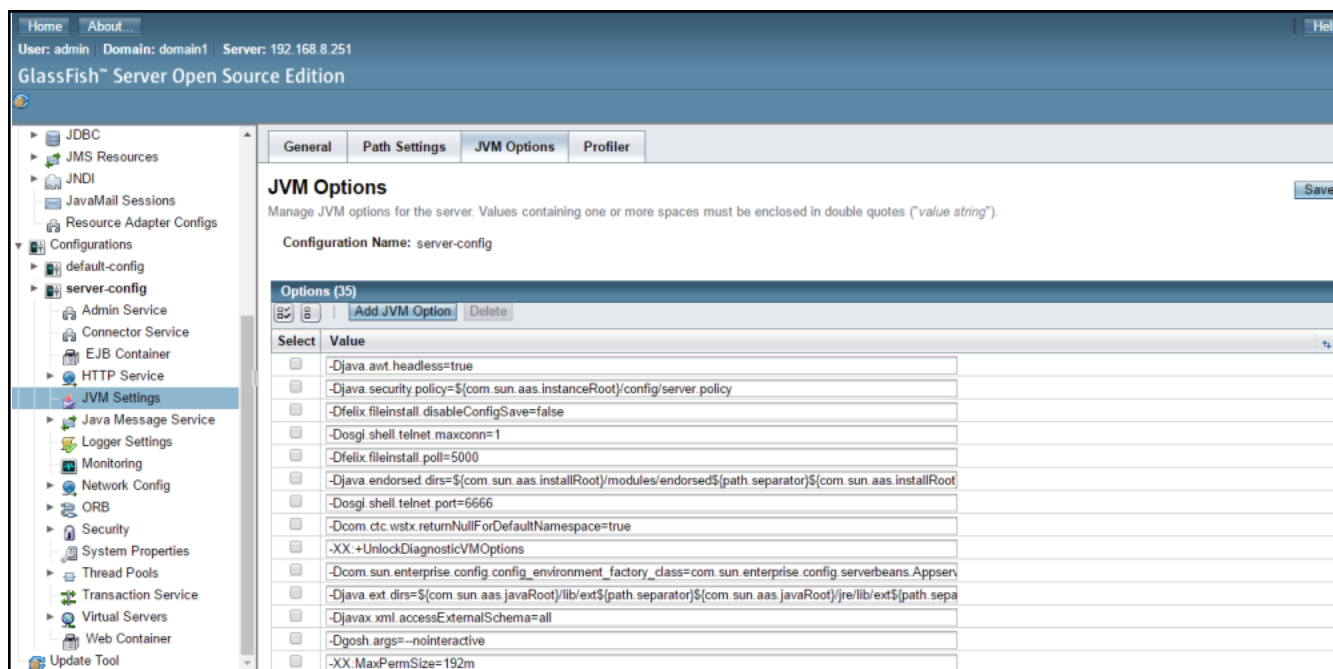 Home About...
Hel
User: admin Domain: domain1 Server: 192.168.8.251
GlassFish™ Server Open Source Edition
JDBC
JMS Resources
JNDI
JavaMail Sessions
Resource Adapter Configs
Configurations
default-config
server-config
Admin Service
Connector Service
EJB Container
HTTP Service
JVM Settings
Java Message Service
Logger Settings
Monitoring
Network Config
ORB
Security
System Properties
Thread Pools
Transaction Service
Virtual Servers
Web Container
Update Tool
General Path Settings JVM Options Profiler
JVM Options
Save
Manage JVM options for the server. Values containing one or more spaces must be enclosed in double quotes ("value string").
Configuration Name: server-config
Options (35)
Add JVM Option Delete
Select Value
-Djava.awt.headless=true
-Djava.security.policy=${com.sun.aas.instanceRoot}/config/server.policy
-Dfelix.fileinstall.disableConfigSave=false
-Dosgi.shell.telnet.maxconn=1
-Dfelix.fileinstall.poll=5000
-Djava.endorsed.dirs=${com.sun.aas.installRoot}/modules/endorsed${path.separator}${com.sun.aas.installRoot
-Dosgi.shell.telnet.port=6666
-Dcom.ctc.wstx.returnNullForDefaultNamespace=true
-XX:+UnlockDiagnosticVMOptions
-Dcom.sun.enterprise.config.config_environment_factory_class=com.sun.enterprise.config.serverbeans.Appserv
-Djava.ext.dirs=${com.sun.aas.javaRoot}/lib/ext${path.separator}${com.sun.aas.javaRoot}/jre/lib/ext${path.sepa
-Djavax.xml.accessExternalSchema=all
-Dgosh.args=--nointeractive
-XX:MaxPermSize=192m